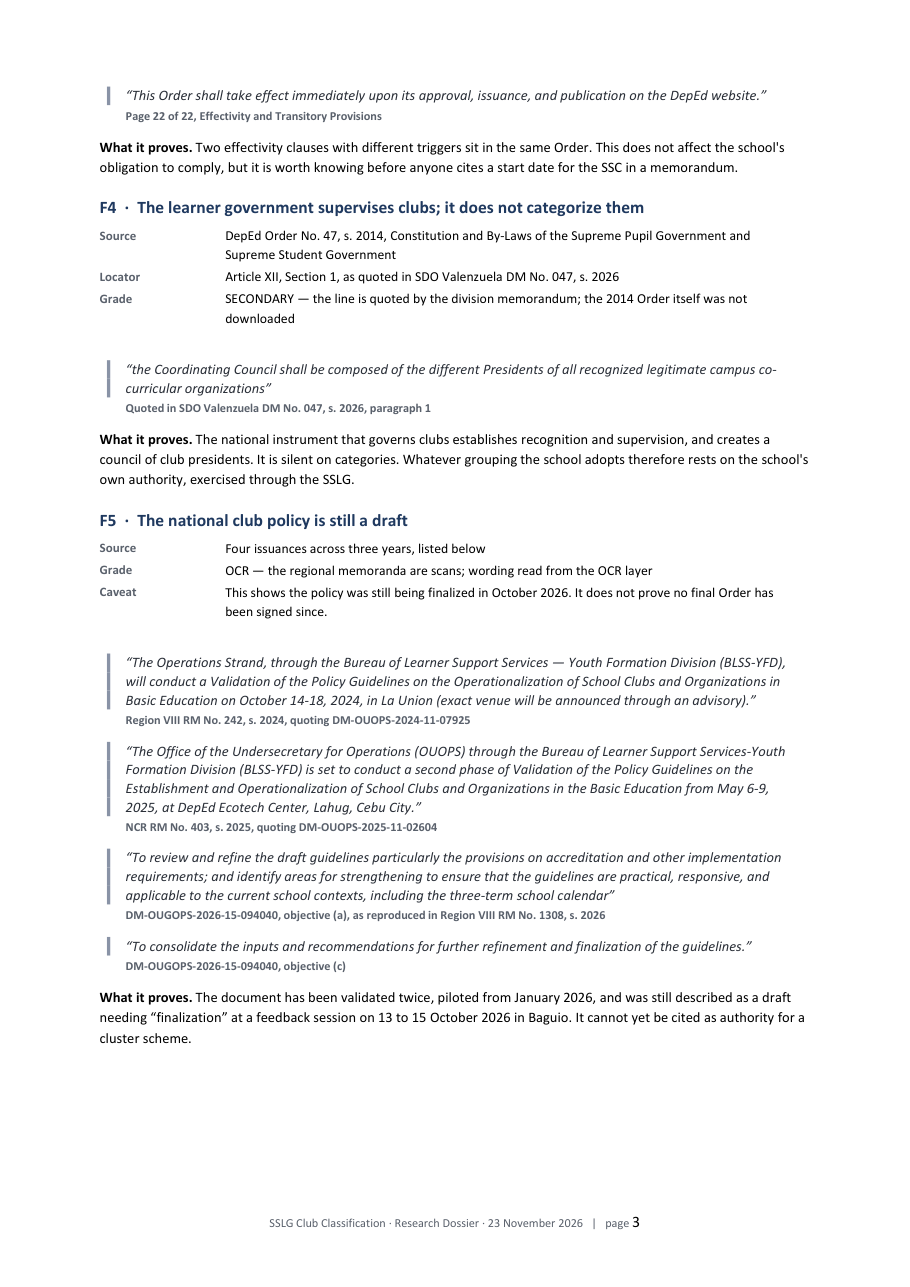 “This Order shall take effect immediately upon its approval, issuance, and publication on the DepEd website.”
Page 22 of 22, Effectivity and Transitory Provisions
What it proves. Two effectivity clauses with different triggers sit in the same Order. This does not affect the school's
obligation to comply, but it is worth knowing before anyone cites a start date for the SSC in a memorandum.
F4 · The learner government supervises clubs; it does not categorize them
Source DepEd Order No. 47, s. 2014, Constitution and By-Laws of the Supreme Pupil Government and
Supreme Student Government
Locator Article XII, Section 1, as quoted in SDO Valenzuela DM No. 047, s. 2026
Grade SECONDARY — the line is quoted by the division memorandum; the 2014 Order itself was not
downloaded
“the Coordinating Council shall be composed of the different Presidents of all recognized legitimate campus co-
curricular organizations”
Quoted in SDO Valenzuela DM No. 047, s. 2026, paragraph 1
What it proves. The national instrument that governs clubs establishes recognition and supervision, and creates a
council of club presidents. It is silent on categories. Whatever grouping the school adopts therefore rests on the school's
own authority, exercised through the SSLG.
F5 · The national club policy is still a draft
Source Four issuances across three years, listed below
Grade OCR — the regional memoranda are scans; wording read from the OCR layer
Caveat This shows the policy was still being finalized in October 2026. It does not prove no final Order has
been signed since.
“The Operations Strand, through the Bureau of Learner Support Services — Youth Formation Division (BLSS-YFD),
will conduct a Validation of the Policy Guidelines on the Operationalization of School Clubs and Organizations in
Basic Education on October 14-18, 2024, in La Union (exact venue will be announced through an advisory).”
Region VIII RM No. 242, s. 2024, quoting DM-OUOPS-2024-11-07925
“The Office of the Undersecretary for Operations (OUOPS) through the Bureau of Learner Support Services-Youth
Formation Division (BLSS-YFD) is set to conduct a second phase of Validation of the Policy Guidelines on the
Establishment and Operationalization of School Clubs and Organizations in the Basic Education from May 6-9,
2025, at DepEd Ecotech Center, Lahug, Cebu City.”
NCR RM No. 403, s. 2025, quoting DM-OUOPS-2025-11-02604
“To review and refine the draft guidelines particularly the provisions on accreditation and other implementation
requirements; and identify areas for strengthening to ensure that the guidelines are practical, responsive, and
applicable to the current school contexts, including the three-term school calendar”
DM-OUGOPS-2026-15-094040, objective (a), as reproduced in Region VIII RM No. 1308, s. 2026
“To consolidate the inputs and recommendations for further refinement and finalization of the guidelines.”
DM-OUGOPS-2026-15-094040, objective (c)
What it proves. The document has been validated twice, piloted from January 2026, and was still described as a draft
needing “finalization” at a feedback session on 13 to 15 October 2026 in Baguio. It cannot yet be cited as authority for a
cluster scheme.
SSLG Club Classification · Research Dossier · 23 November 2026 | page 3